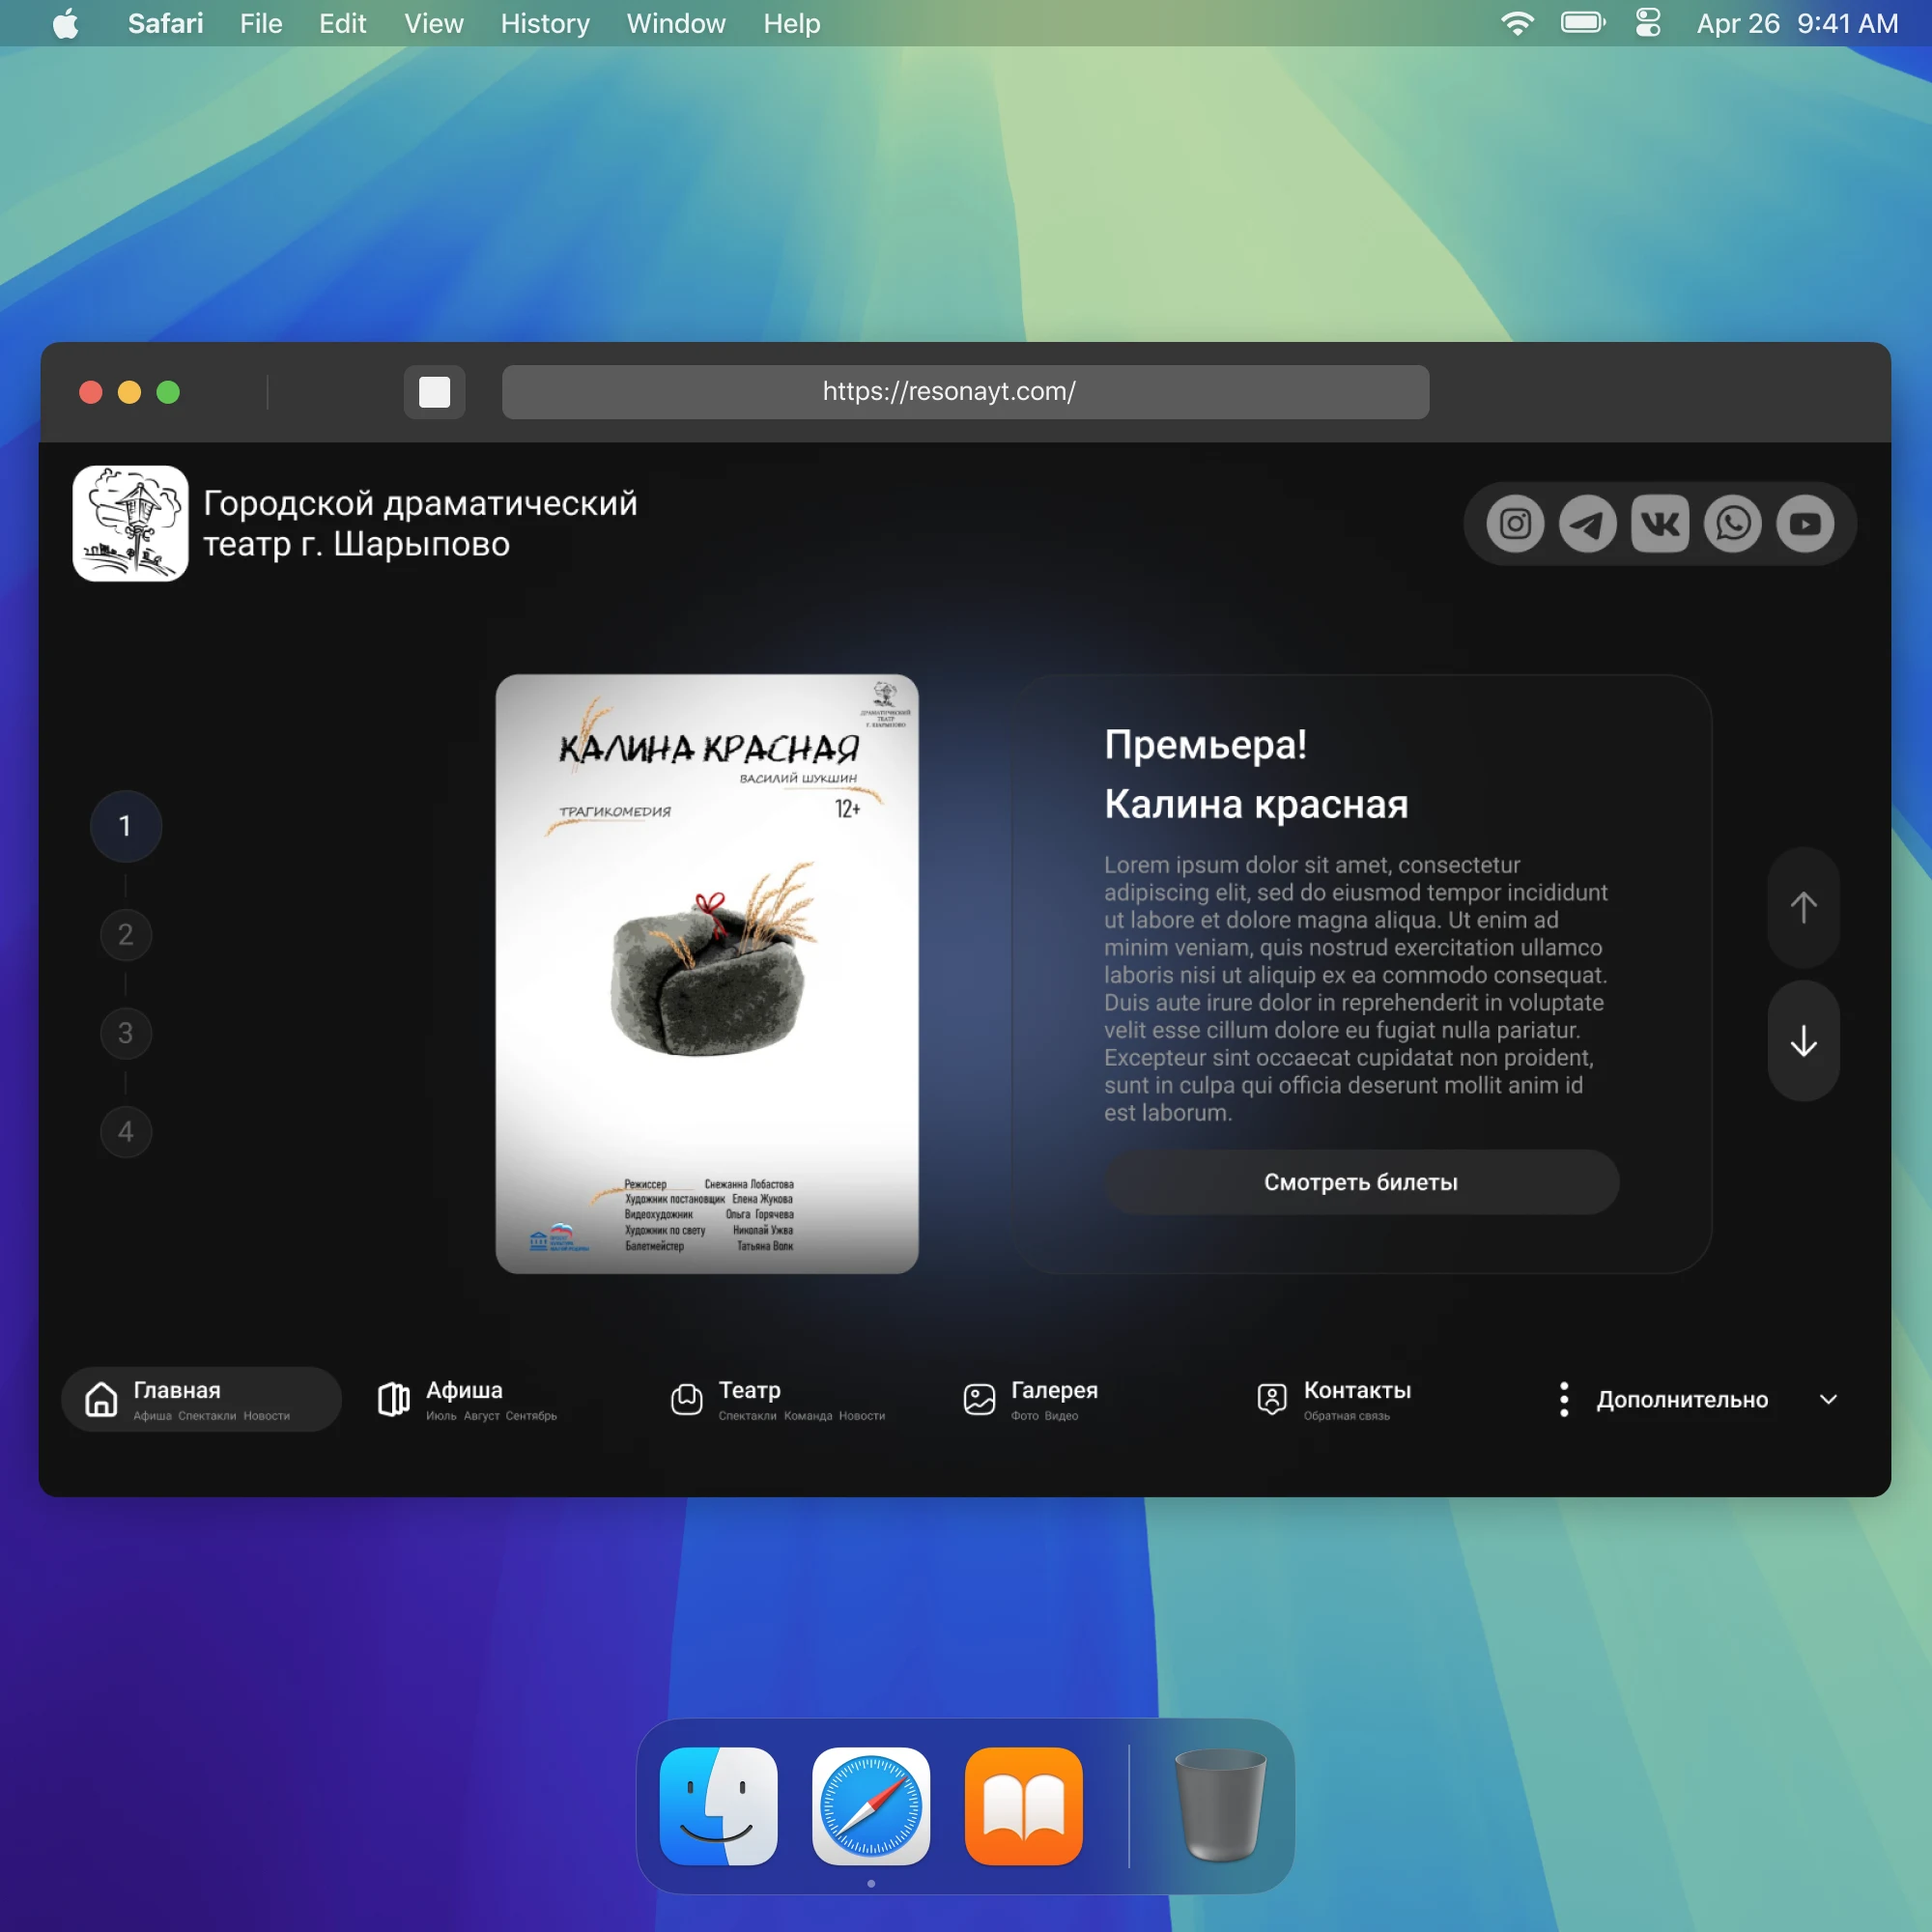 Safari File Edit View History Window Help Apr 26 9:41 AM
https://resonayt.com/
Городской драматический
театр г. Шарыпово
ДРАМАТИЧЕСКИЙ
ТЕАТР
Г. ШАРЫПОВО
КАЛИНА КРАСНАЯ
ВАСИЛИЙ ШУКШИН
ТРАГИКОМЕДИЯ 12+
Режиссер Снежанна Лобастова
Художник постановщик Елена Жукова
Видеохудожник Ольга Горячева
Художник по свету Николай Ужва
Балетмейстер Татьяна Волк
1
2
3
4
Премьера!
Калина красная
Lorem ipsum dolor sit amet, consectetur
adipiscing elit, sed do eiusmod tempor incididunt
ut labore et dolore magna aliqua. Ut enim ad
minim veniam, quis nostrud exercitation ullamco
laboris nisi ut aliquip ex ea commodo consequat.
Duis aute irure dolor in reprehenderit in voluptate
velit esse cillum dolore eu fugiat nulla pariatur.
Excepteur sint occaecat cupidatat non proident,
sunt in culpa qui officia deserunt mollit anim id
est laborum.
Смотреть билеты
Главная
Афиша Спектакли Новости
Афиша
Июль Август Сентябрь
Театр
Спектакли Команда Новости
Галерея
Фото Видео
Контакты
Обратная связь
Дополнительно